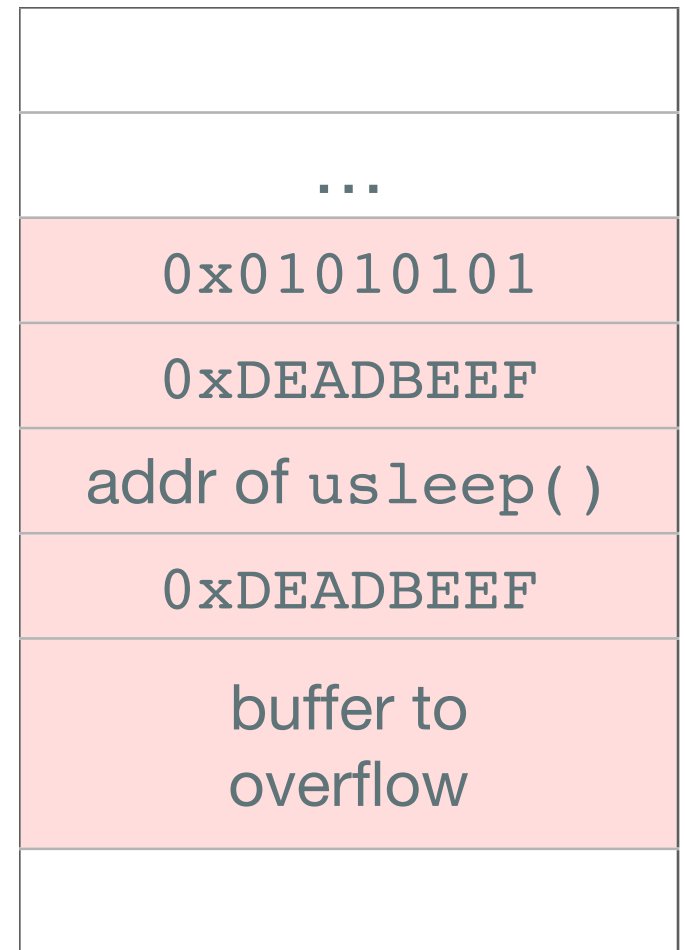 ...
0x01010101
0xDEADBEEF
addr of usleep()
0xDEADBEEF
buffer to
overflow